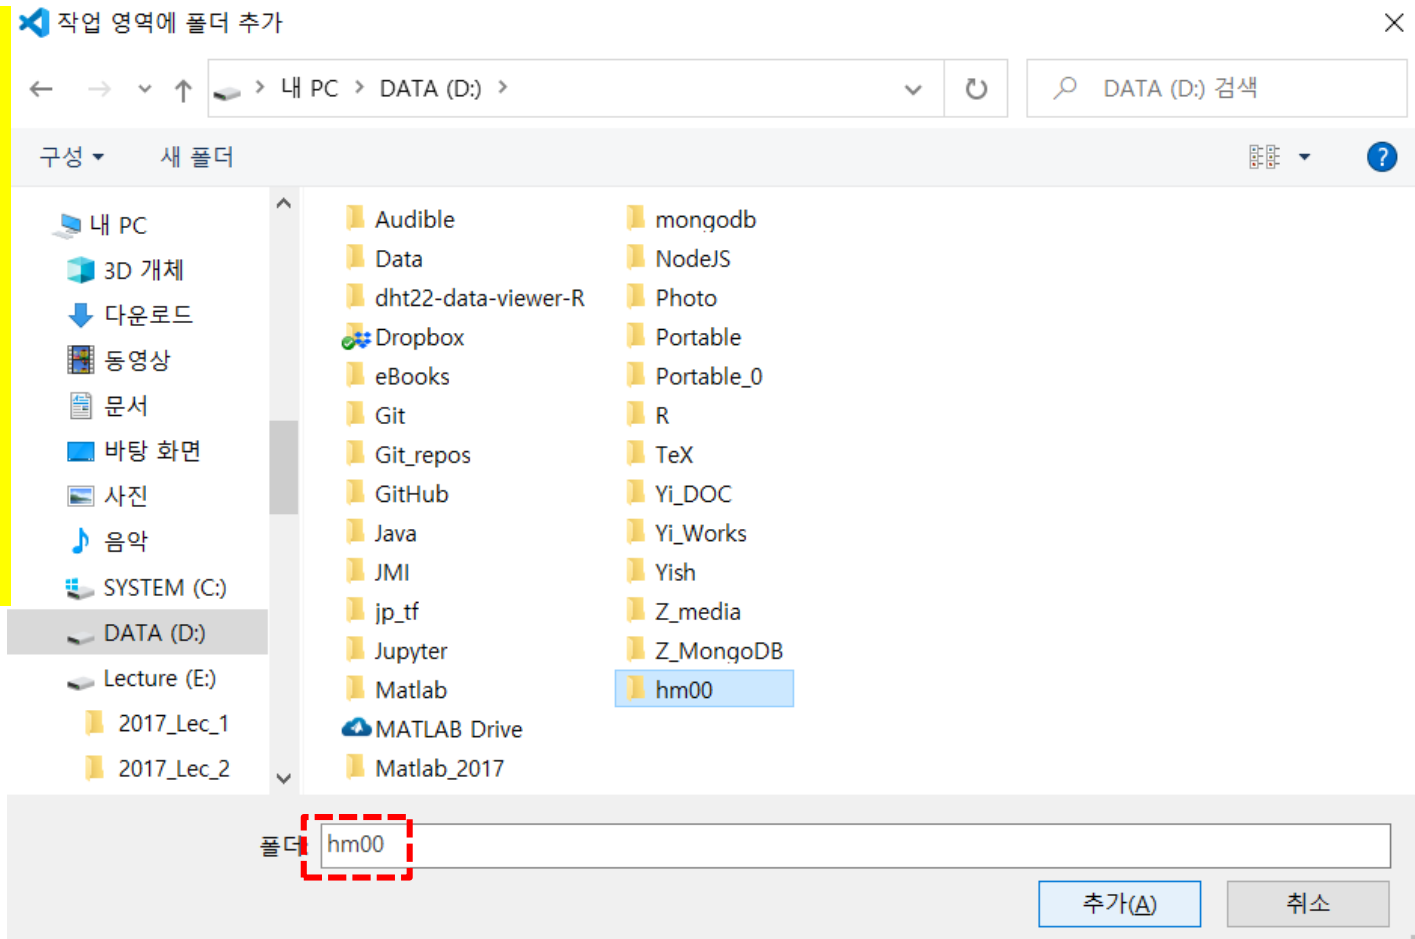 작업 영역에 폴더 추가
내 PC > DATA (D:) >
DATA (D:) 검색
구성
새 폴더
내 PC
3D 개체
다운로드
동영상
문서
바탕 화면
사진
음악
SYSTEM (C:)
DATA (D:)
Lecture (E:)
2017_Lec_1
2017_Lec_2
Audible
Data
dht22-data-viewer-R
Dropbox
eBooks
Git
Git_repos
GitHub
Java
JMI
jp_tf
Jupyter
Matlab
MATLAB Drive
Matlab_2017
mongodb
NodeJS
Photo
Portable
Portable_0
R
TeX
Yi_DOC
Yi_Works
Yish
Z_media
Z_MongoDB
hm00
폴더: hm00
추가(A)
취소